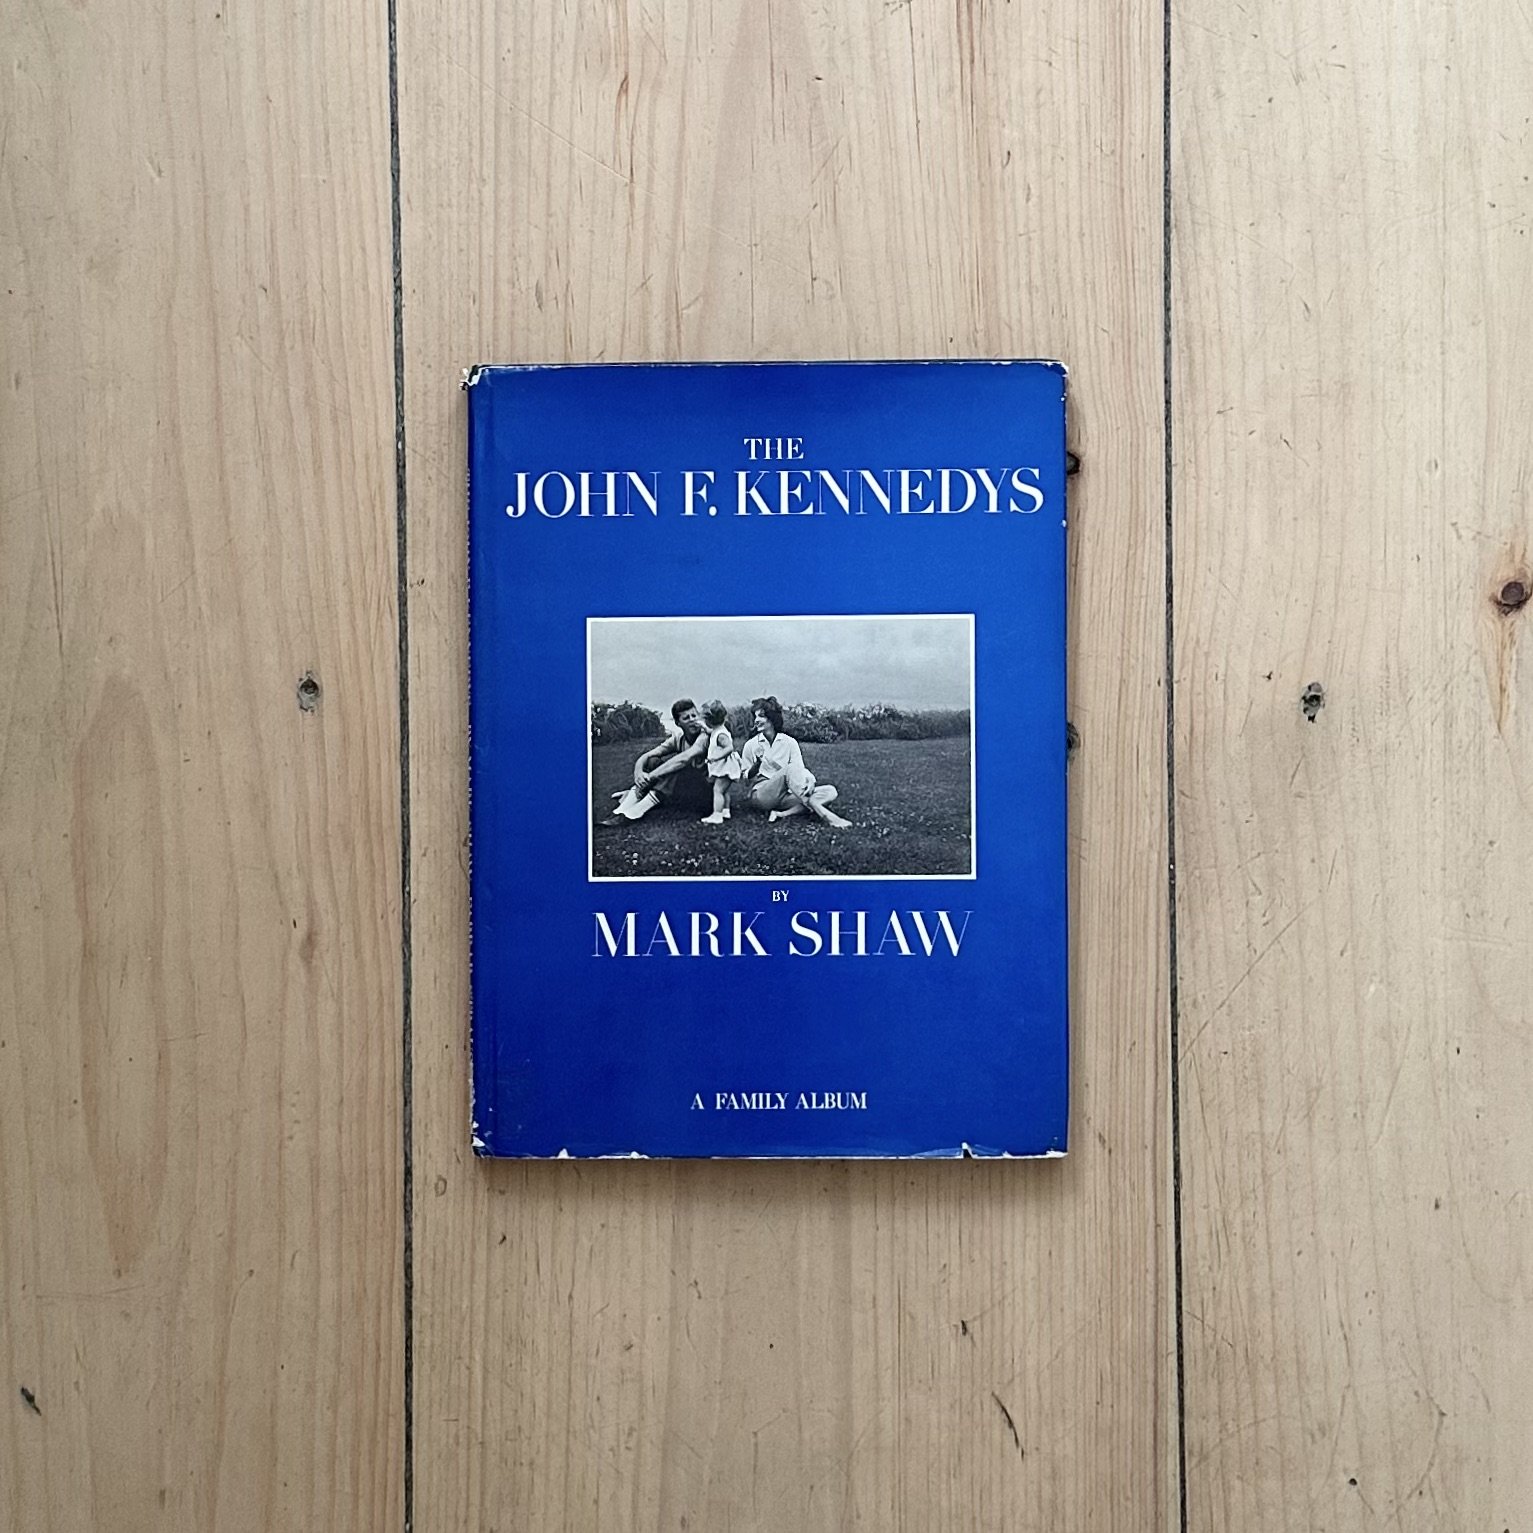 THE
JOHN F. KENNEDYS
BY
MARK SHAW
A FAMILY ALBUM